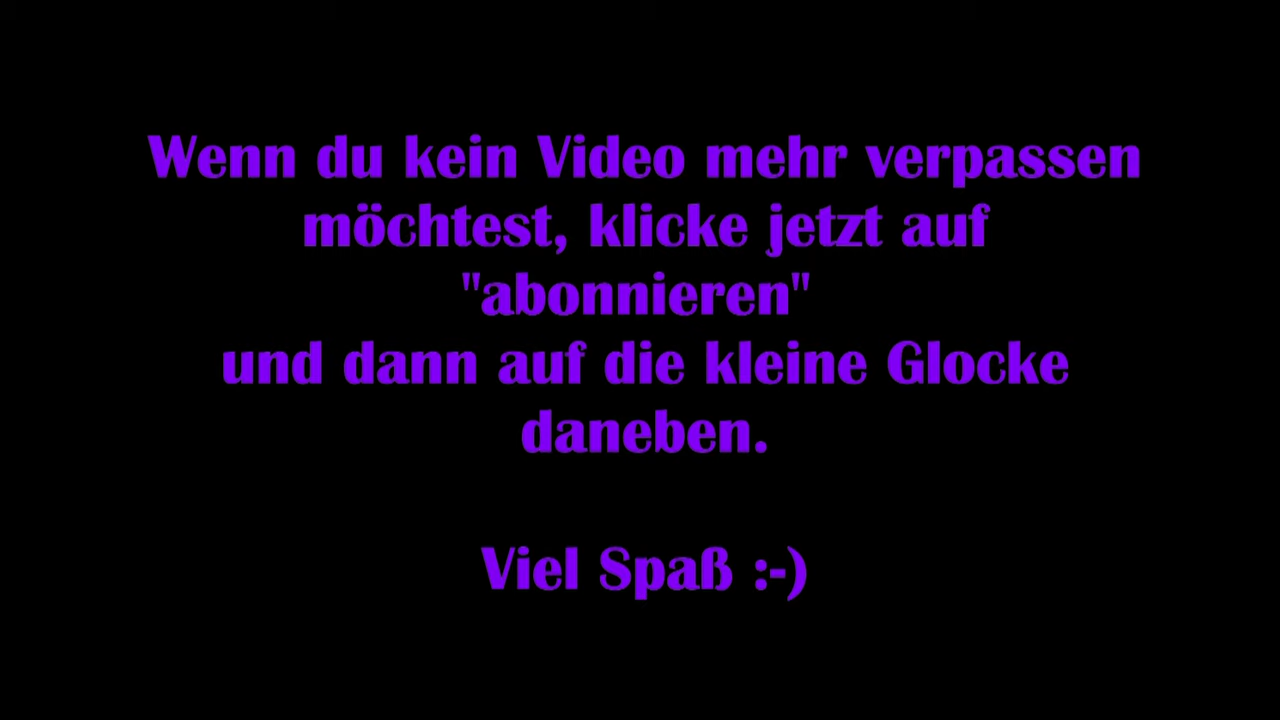 Wenn du kein Video mehr verpassen
möchtest, klicke jetzt auf
"abonnieren"
und dann auf die kleine Glocke
daneben.
Viel Spaß :-)